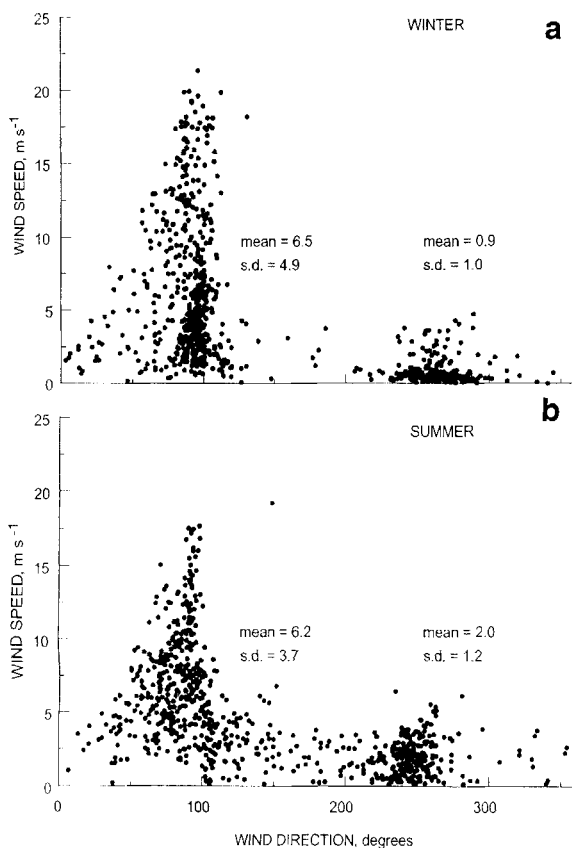 WINTER
a
25
20
15
10
5
0
WIND SPEED, m s⁻¹
mean = 6.5
s.d. = 4.9
mean = 0.9
s.d. = 1.0
b
SUMMER
25
20
15
10
5
0
WIND SPEED, m s⁻¹
mean = 6.2
s.d. = 3.7
mean = 2.0
s.d. = 1.2
0 100 200 300
WIND DIRECTION, degrees